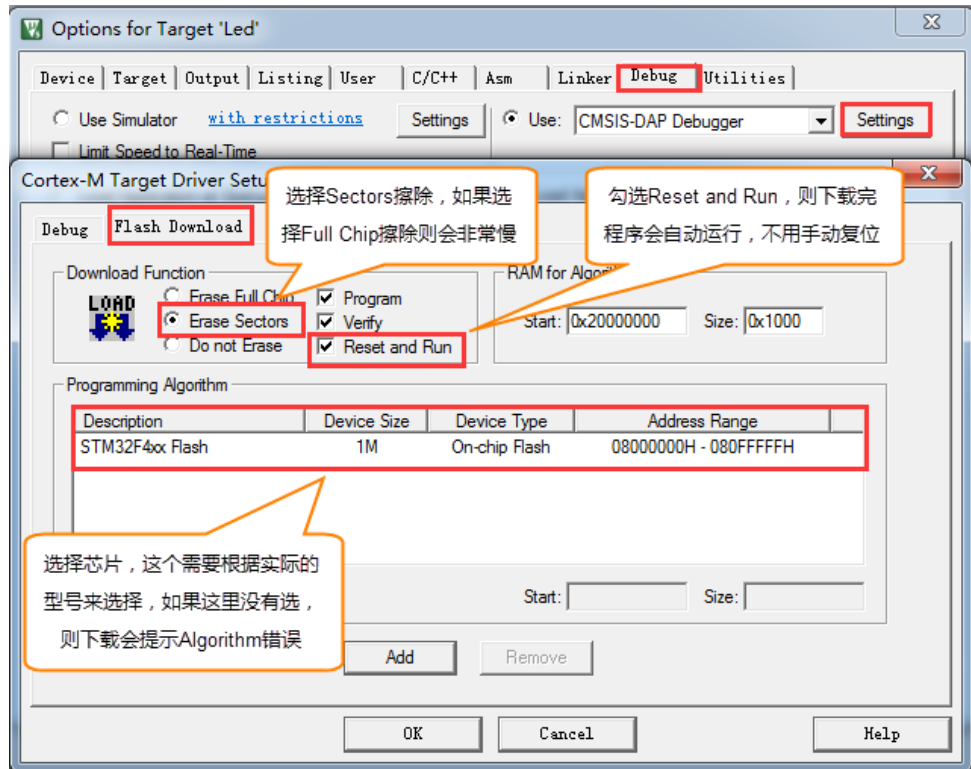 Options for Target 'Led'
Device Target Output Listing User C/C++ Asm Linker Debug Utilities
Use Simulator with restrictions Settings Use: CMSIS-DAP Debugger Settings
Limit Speed to Real-Time
Cortex-M Target Driver Setu
选择Sectors擦除，如果选
择Full Chip擦除则会非常慢
勾选Reset and Run，则下载完
程序会自动运行，不用手动复位
Debug Flash Download
Download Function RAM for Algorit
LOAD Erase Full Chip Program
Erase Sectors Verify Start: 0x20000000 Size: 0x1000
Do not Erase Reset and Run
Programming Algorithm
Description Device Size Device Type Address Range
STM32F4xx Flash 1M On-chip Flash 08000000H - 080FFFFFH
选择芯片，这个需要根据实际的
型号来选择，如果这里没有选，
则下载会提示Algorithm错误
Start: Size:
Add Remove
OK Cancel Help